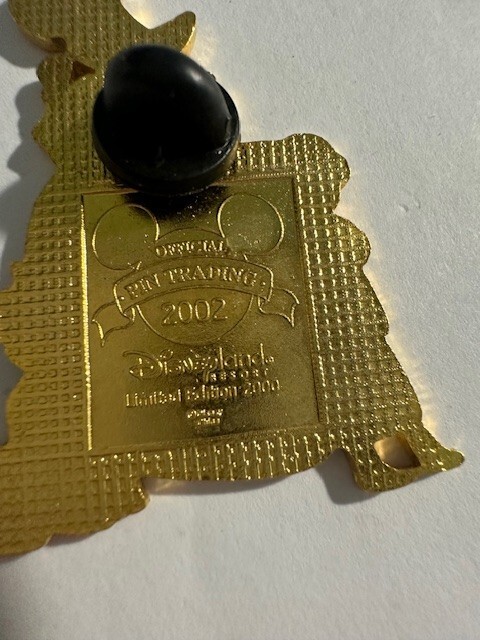 OFFICIAL
PIN TRADING
2002
Disneyland
RESORT
Limited Edition 2000